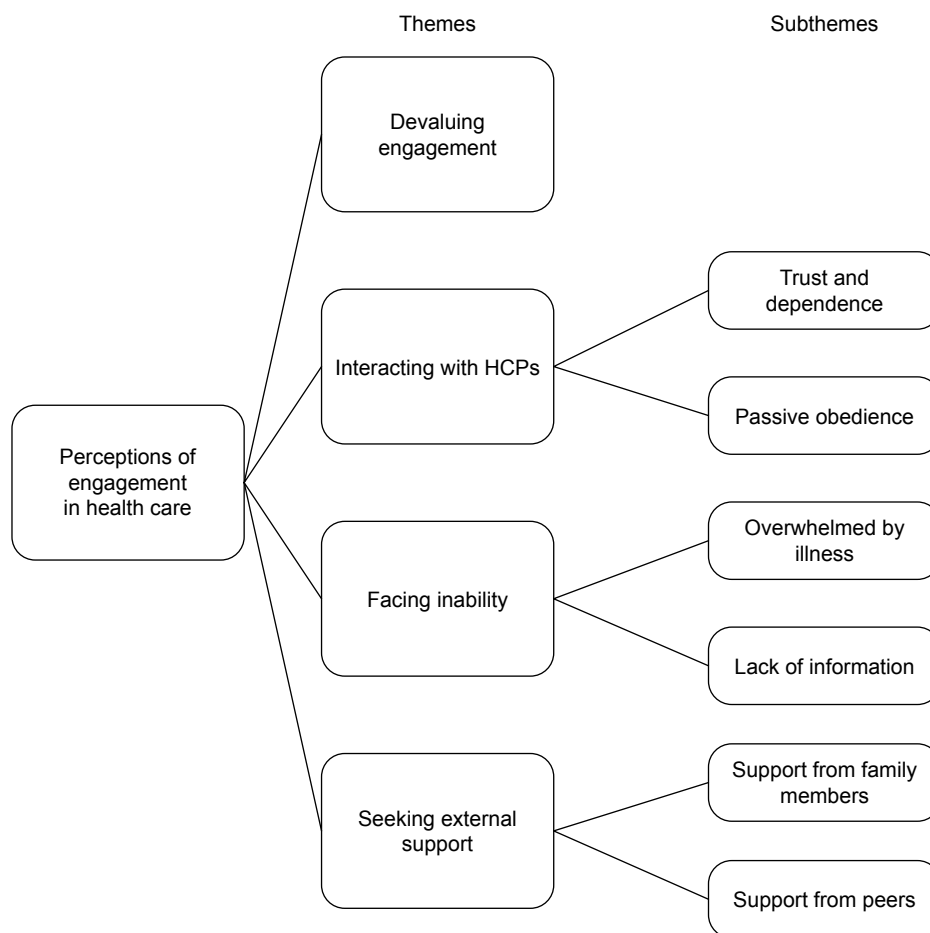 Themes
Subthemes
Devaluing
engagement
Trust and
dependence
Interacting with HCPs
Passive obedience
Perceptions of
engagement
in health care
Overwhelmed by
illness
Facing inability
Lack of information
Support from family
members
Seeking external
support
Support from peers